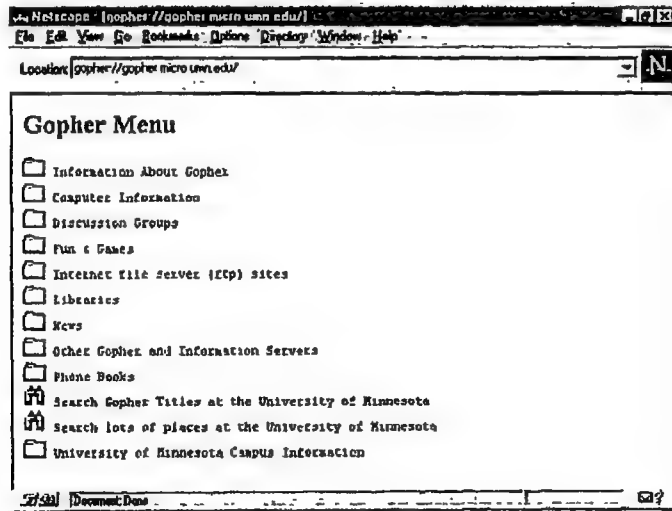 Netscape - [gopher://gopher.micro.umn.edu/]
File Edit View Go Bookmarks Options Directory Window Help
Location: gopher://gopher.micro.umn.edu/
N
Gopher Menu
Information About Gopher
Computer Information
Discussion Groups
Fun & Games
Internet file server (ftp) sites
Libraries
News
Other Gopher and Information Servers
Phone Books
Search Gopher Titles at the University of Minnesota
Search lots of places at the University of Minnesota
University of Minnesota Campus Information
Document: Done
?